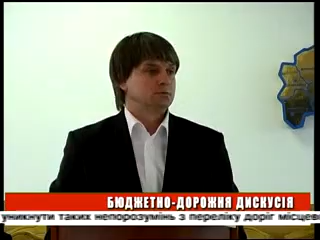 БЮДЖЕТНО-ДОРОЖНЯ ДИСКУСІЯ
уникнути таких непорозумінь з переліку доріг місцев